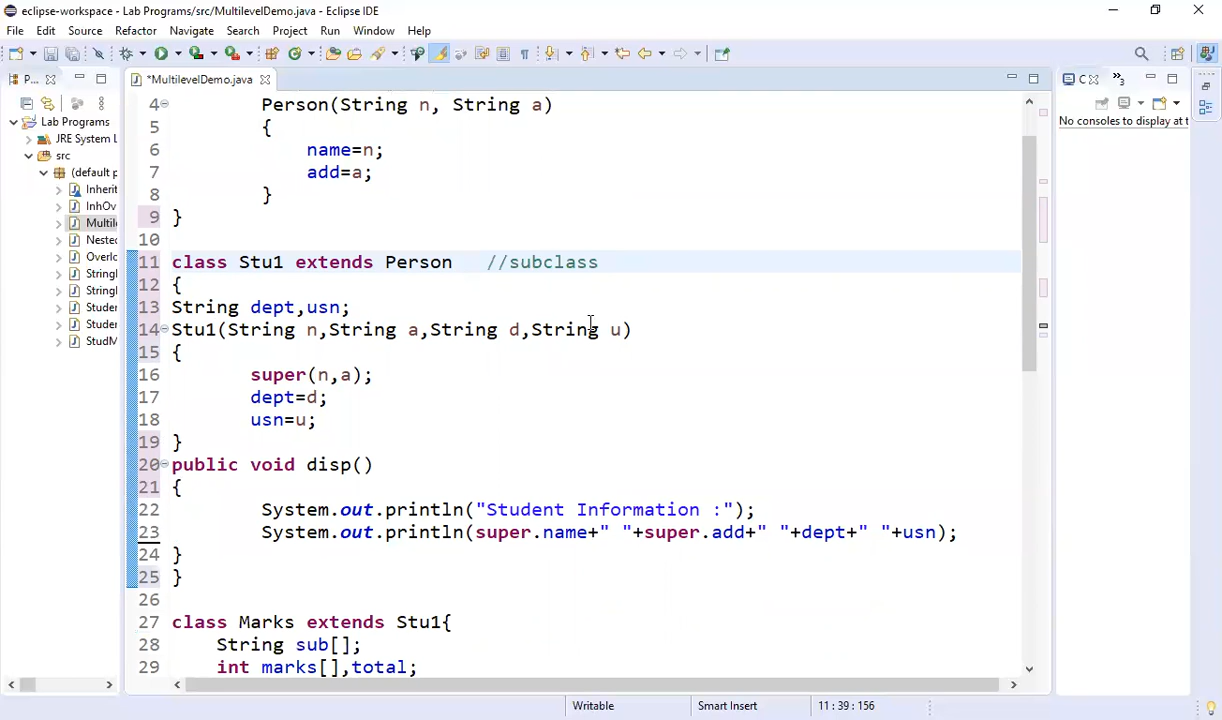 eclipse-workspace - Lab Programs/src/MultilevelDemo.java - Eclipse IDE
File Edit Source Refactor Navigate Search Project Run Window Help
P...
*MultilevelDemo.java
C
3
Lab Programs
JRE System L
src
(default p
Inherit
InhOv
Multile
Nested
Overlo
StringI
StringI
Studer
Studer
StudM
No consoles to display at t
4 Person(String n, String a)
5 {
6 name=n;
7 add=a;
8 }
9 }
10
11 class Stu1 extends Person //subclass
12 {
13 String dept,usn;
14 Stu1(String n,String a,String d,String u)
15 {
16 super(n,a);
17 dept=d;
18 usn=u;
19 }
20 public void disp()
21 {
22 System.out.println("Student Information :");
23 System.out.println(super.name+" "+super.add+" "+dept+" "+usn);
24 }
25 }
26
27 class Marks extends Stu1{
28 String sub[];
29 int marks[],total;
Writable
Smart Insert
11 : 39 : 156